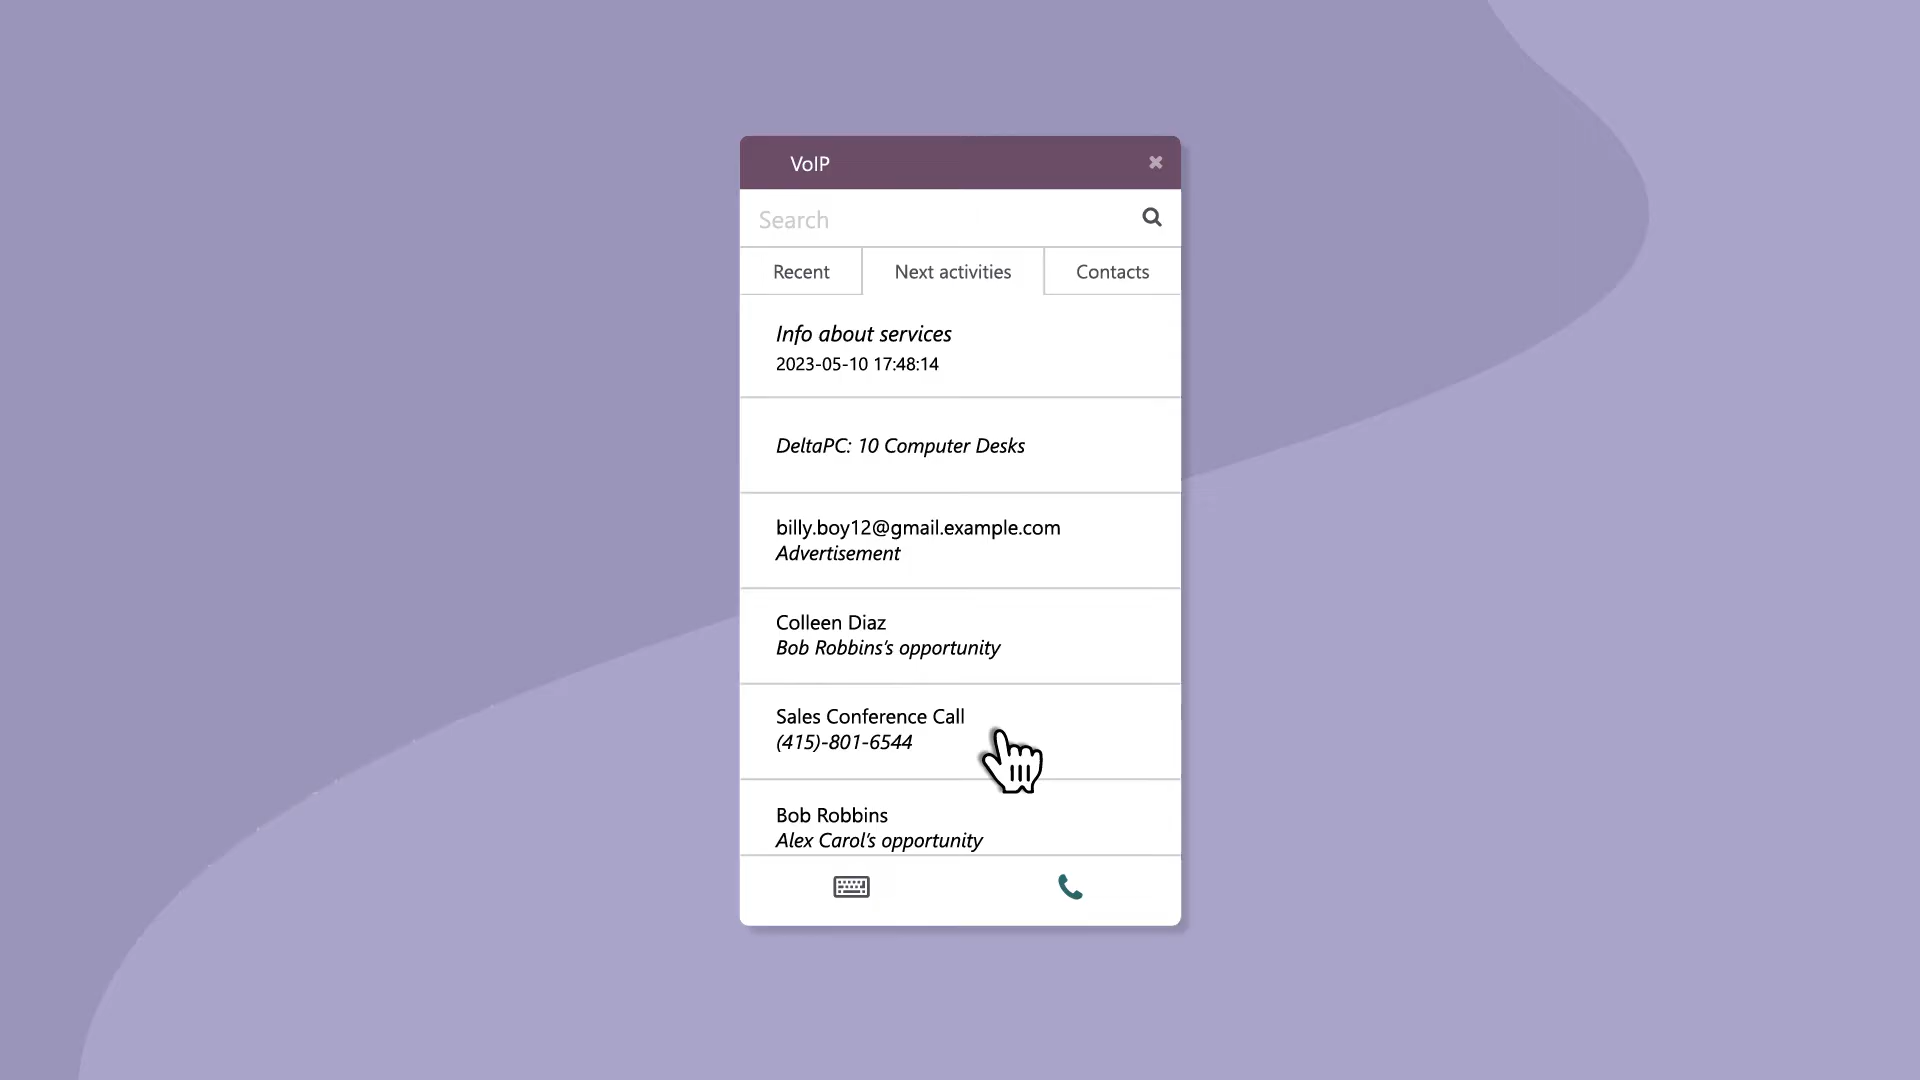 VoIP
Search
Recent
Next activities
Contacts
Info about services
2023-05-10 17:48:14
DeltaPC: 10 Computer Desks
billy.boy12@gmail.example.com
Advertisement
Colleen Diaz
Bob Robbins's opportunity
Sales Conference Call
(415)-801-6544
Bob Robbins
Alex Carol's opportunity